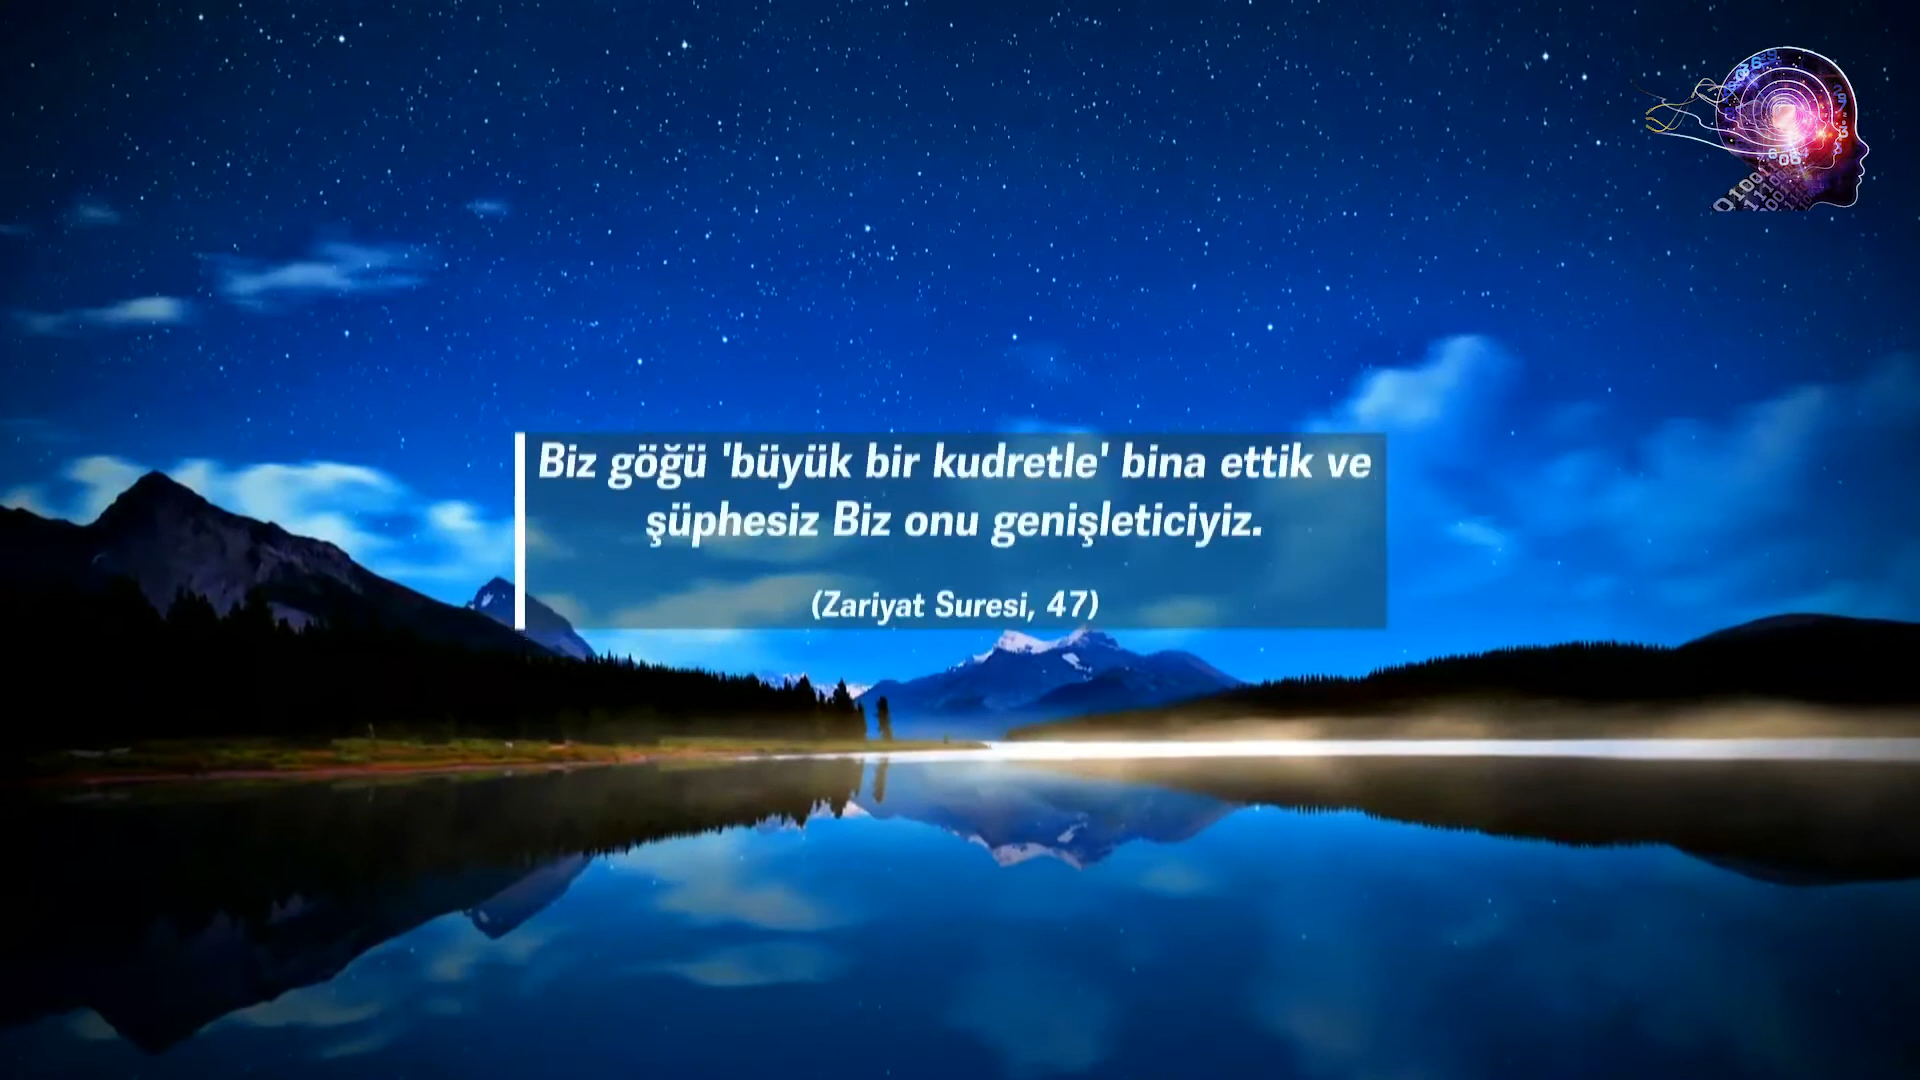 Biz göğü 'büyük bir kudretle' bina ettik ve
şüphesiz Biz onu genişleticiyiz.
(Zariyat Suresi, 47)